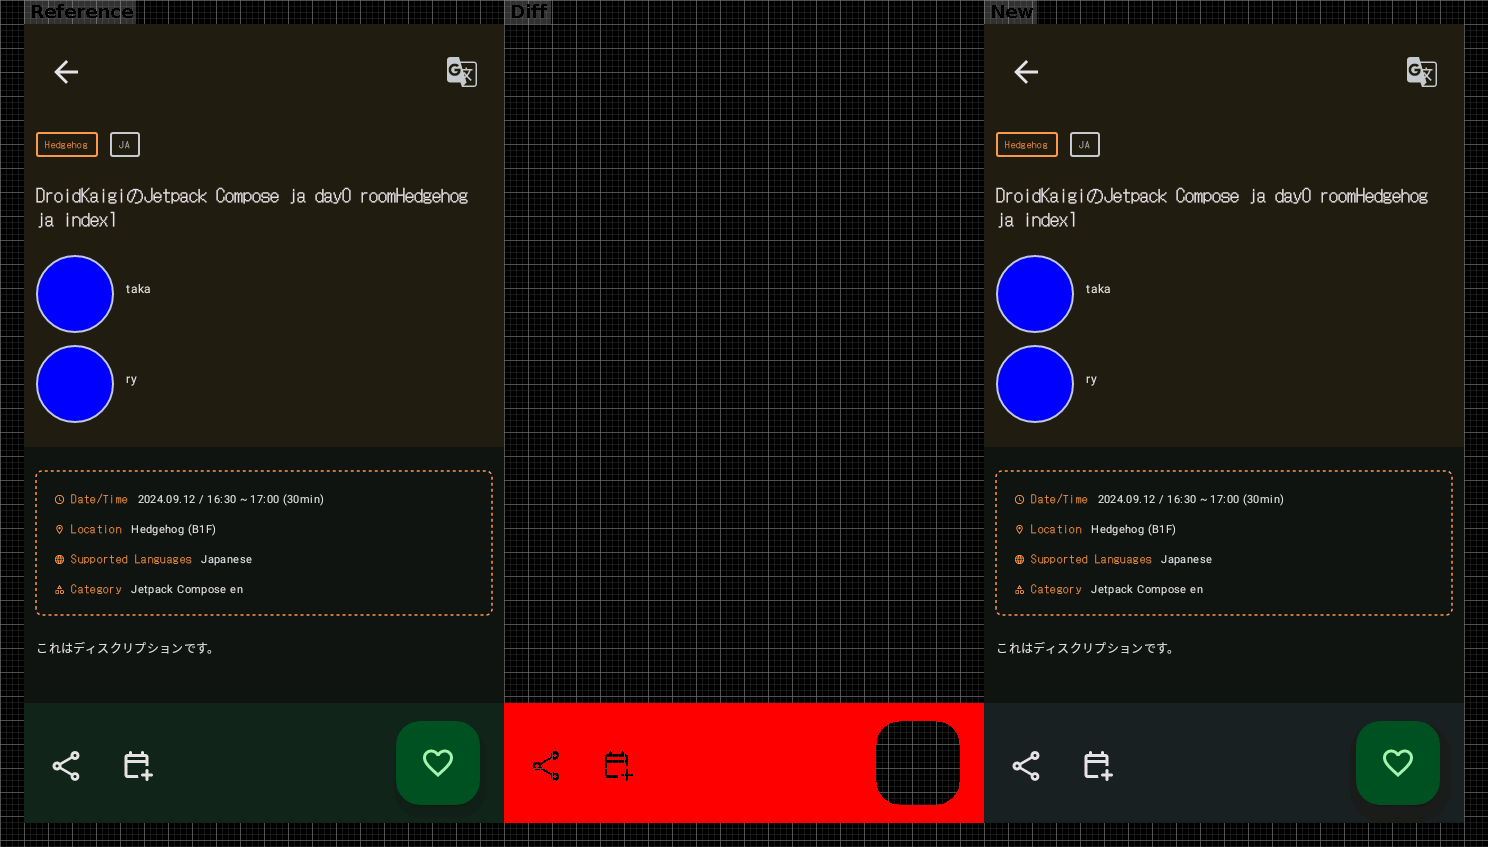 Reference
Diff
New
Hedgehog
JA
DroidKaigiのJetpack Compose ja day0 roomHedgehog
ja index1
taka
ry
Date/Time 2024.09.12 / 16:30 ~ 17:00 (30min)
Location Hedgehog (B1F)
Supported Languages Japanese
Category Jetpack Compose en
これはディスクリプションです。
Hedgehog
JA
DroidKaigiのJetpack Compose ja day0 roomHedgehog
ja index1
taka
ry
Date/Time 2024.09.12 / 16:30 ~ 17:00 (30min)
Location Hedgehog (B1F)
Supported Languages Japanese
Category Jetpack Compose en
これはディスクリプションです。